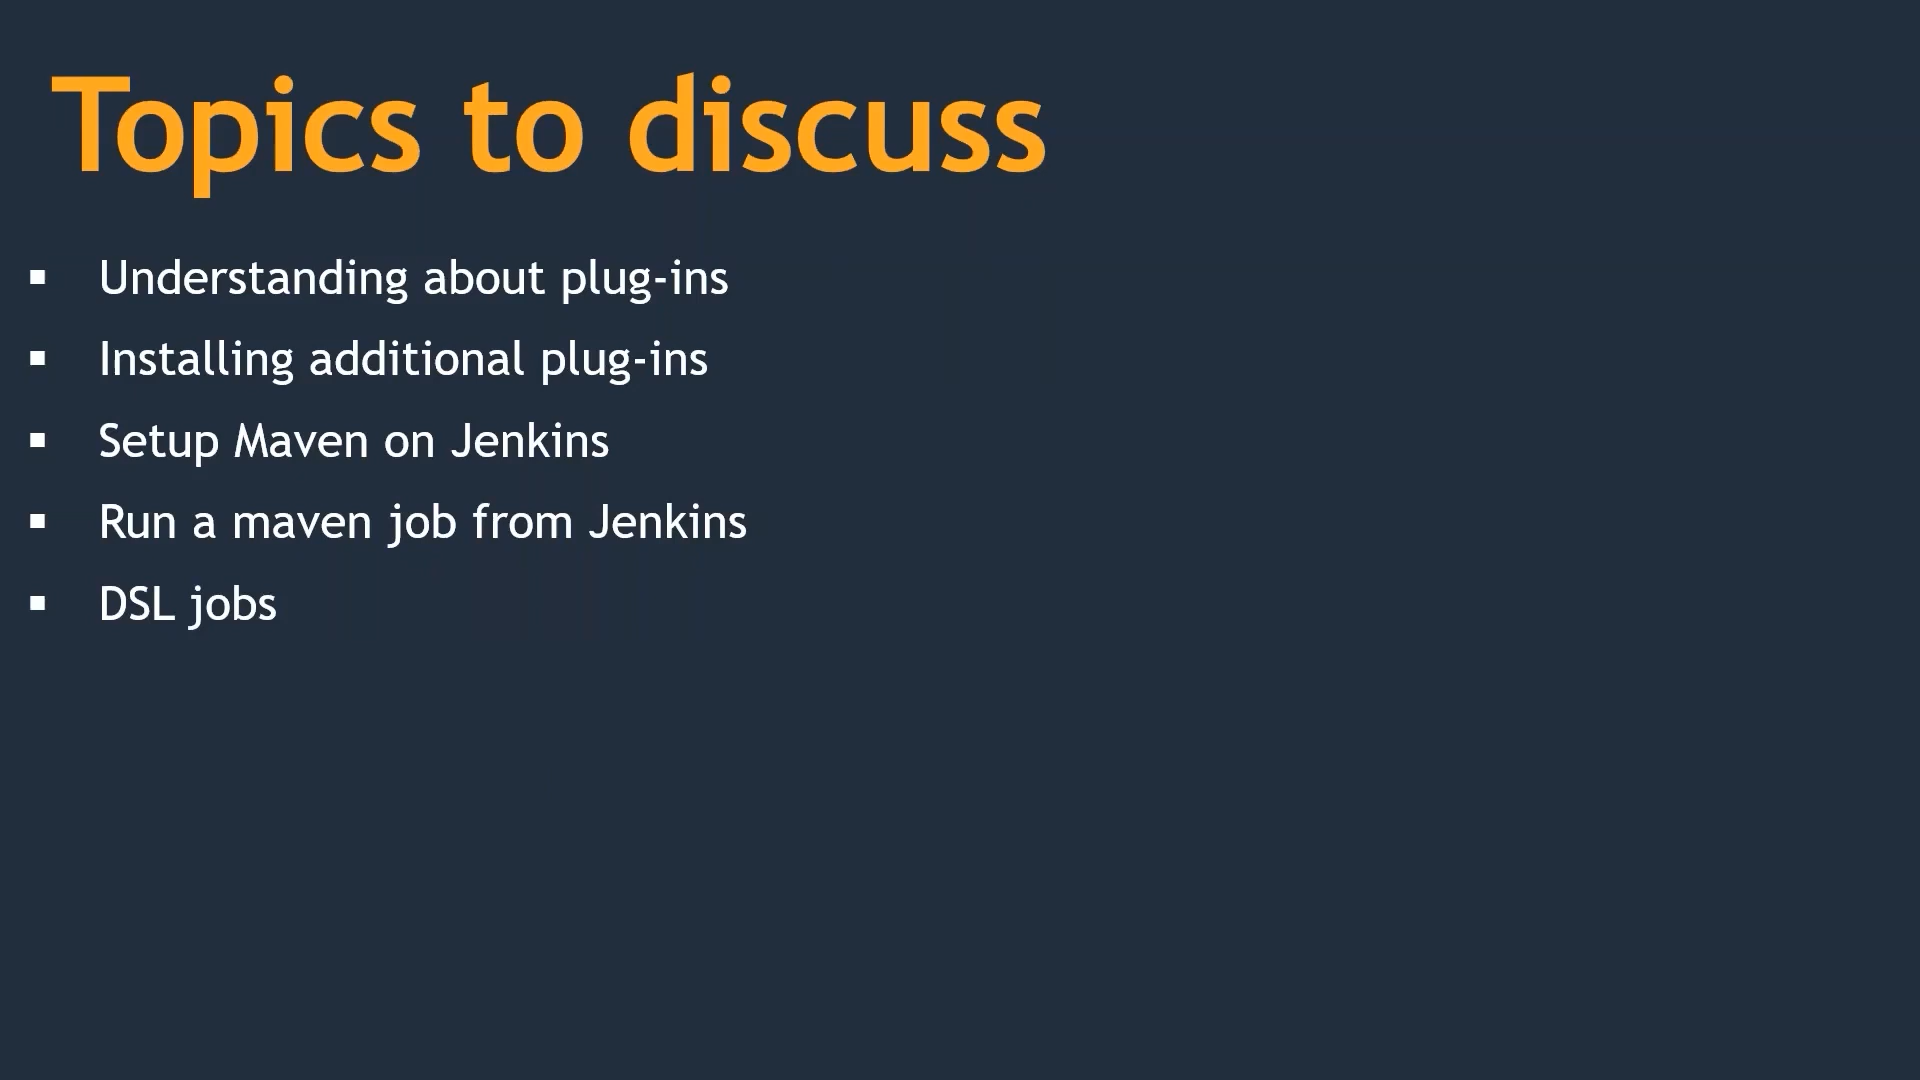 Topics to discuss
▪ Understanding about plug-ins
▪ Installing additional plug-ins
▪ Setup Maven on Jenkins
▪ Run a maven job from Jenkins
▪ DSL jobs